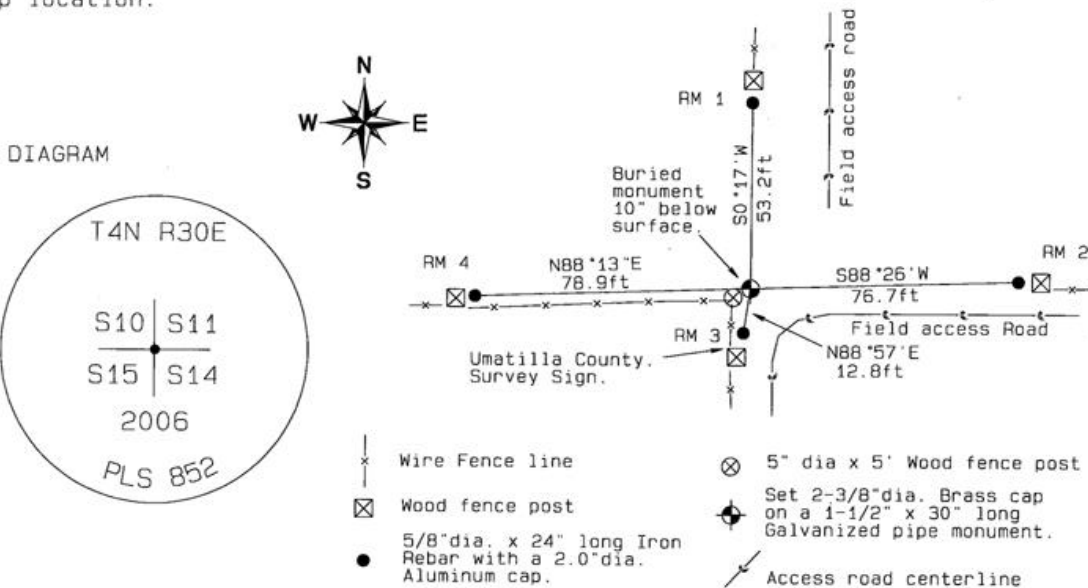 p location.
N
W E
S
DIAGRAM
T4N R30E
S10 S11
S15 S14
2006
PLS 852
RM 1
S0°17'W
53.2ft
Field access road
Buried
monument
10" below
surface.
RM 2
RM 4
N88°13"E
78.9ft
S88°26'W
76.7ft
Field access Road
RM 3
N88°57'E
12.8ft
Umatilla County.
Survey Sign.
Wire Fence line
Wood fence post
5/8"dia. x 24" long Iron
Rebar with a 2.0"dia.
Aluminum cap.
5" dia x 5' Wood fence post
Set 2-3/8"dia. Brass cap
on a 1-1/2" x 30" long
Galvanized pipe monument.
Access road centerline